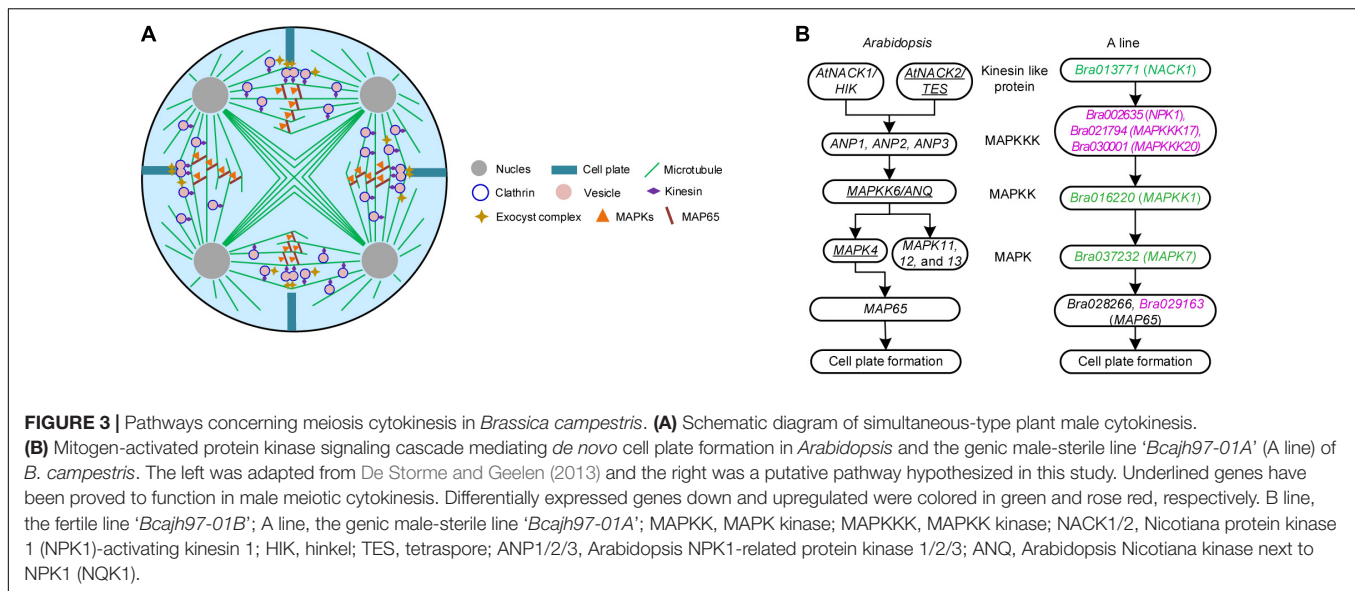 A
Nucles
Cell plate
Microtubule
Clathrin
Vesicle
Kinesin
Exocyst complex
MAPKs
MAP65
B
Arabidopsis
A line
AtNACK1/
HIK
AtNACK2/
TES
Kinesin like
protein
Bra013771 (NACK1)
ANP1, ANP2, ANP3
MAPKKK
Bra002635 (NPK1),
Bra021794 (MAPKKK17),
Bra030001 (MAPKKK20)
MAPKK6/ANQ
MAPKK
Bra016220 (MAPKK1)
MAPK4
MAPK11,
12, and 13
MAPK
Bra037232 (MAPK7)
MAP65
Bra028266, Bra029163
(MAP65)
Cell plate formation
Cell plate formation
FIGURE 3 | Pathways concerning meiosis cytokinesis in Brassica campestris. (A) Schematic diagram of simultaneous-type plant male cytokinesis.
(B) Mitogen-activated protein kinase signaling cascade mediating de novo cell plate formation in Arabidopsis and the genic male-sterile line ‘Bcajh97-01A’ (A line) of
B. campestris. The left was adapted from De Storme and Geelen (2013) and the right was a putative pathway hypothesized in this study. Underlined genes have
been proved to function in male meiotic cytokinesis. Differentially expressed genes down and upregulated were colored in green and rose red, respectively. B line,
the fertile line ‘Bcajh97-01B’; A line, the genic male-sterile line ‘Bcajh97-01A’; MAPKK, MAPK kinase; MAPKKK, MAPKK kinase; NACK1/2, Nicotiana protein kinase
1 (NPK1)-activating kinesin 1; HIK, hinkel; TES, tetraspore; ANP1/2/3, Arabidopsis NPK1-related protein kinase 1/2/3; ANQ, Arabidopsis Nicotiana kinase next to
NPK1 (NQK1).